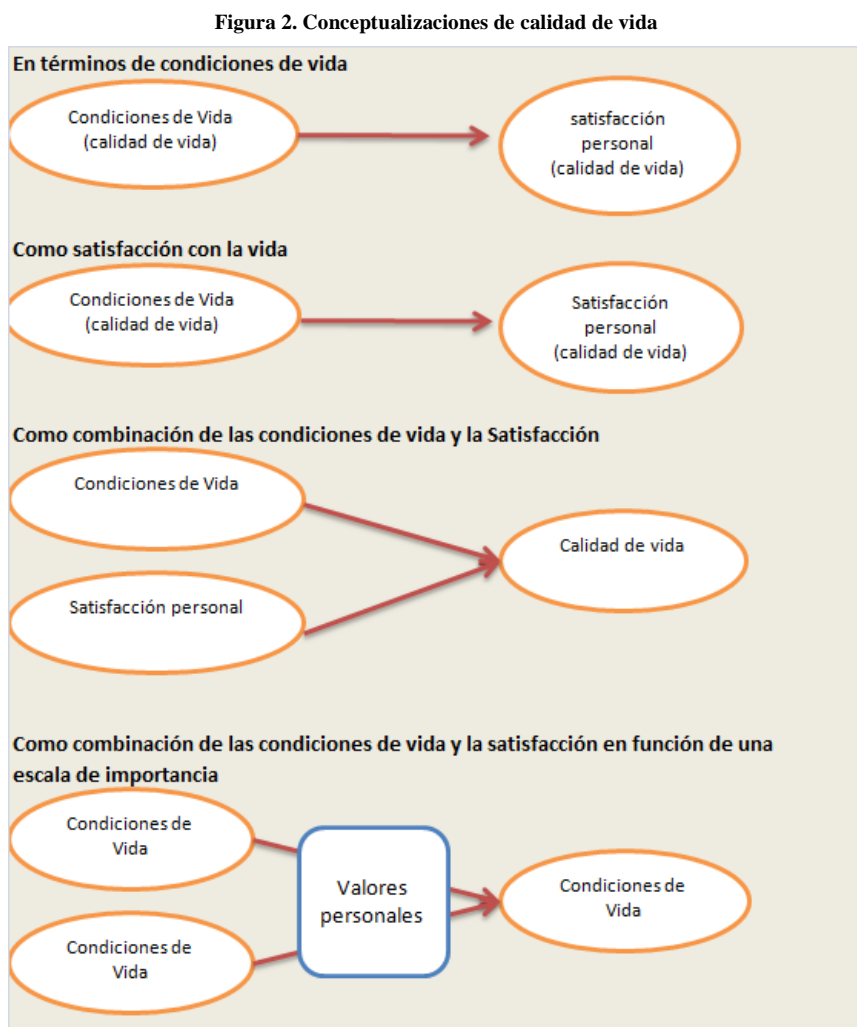 Figura 2. Conceptualizaciones de calidad de vida
En términos de condiciones de vida
Condiciones de Vida
(calidad de vida)
satisfacción
personal
(calidad de vida)
Como satisfacción con la vida
Condiciones de Vida
(calidad de vida)
Satisfacción
personal
(calidad de vida)
Como combinación de las condiciones de vida y la Satisfacción
Condiciones de Vida
Calidad de vida
Satisfacción personal
Como combinación de las condiciones de vida y la satisfacción en función de una
escala de importancia
Condiciones de
Vida
Valores
personales
Condiciones de
Vida
Condiciones de
Vida